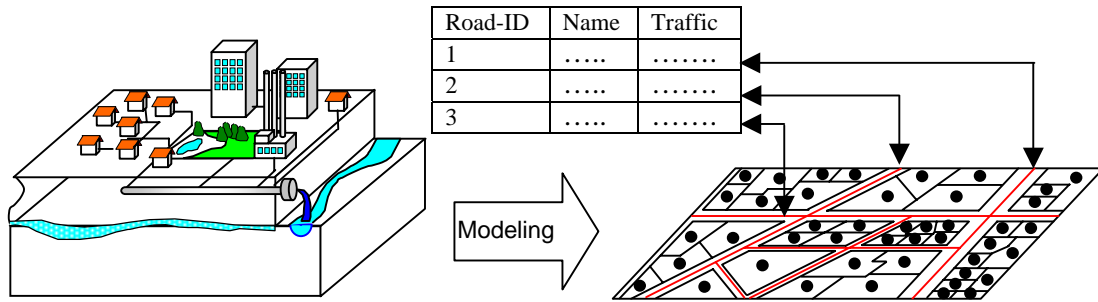 Road-ID Name Traffic
1 ….. …….
2 ….. …….
3 ….. …….
Modeling